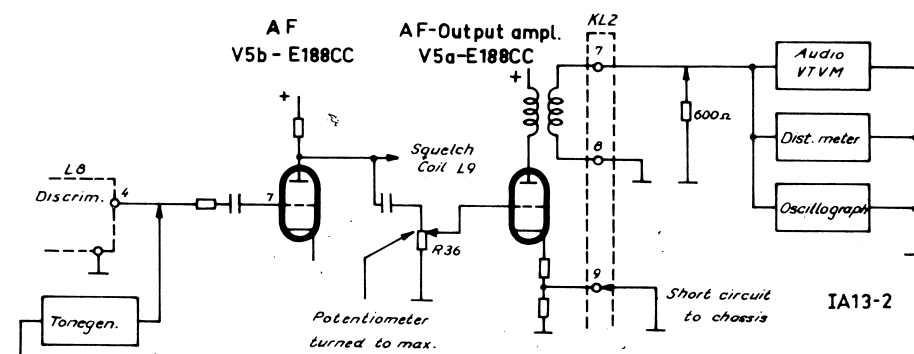 AF
V5b - E188CC
AF-Output ampl.
V5a-E188CC
KL2
7
+
+
Audio
VTVM
600Ω
Squelch
Coil L9
8
Dist. meter
L8
Discrim.
4
7
Oscillograph
R36
9
Short circuit
to chassis
IA13-2
Tonegen.
Potentiometer
turned to max.